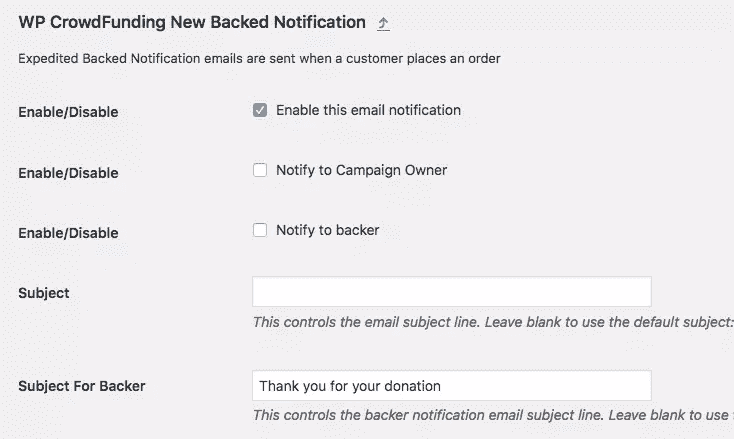 WP CrowdFunding New Backed Notification ⤴
Expedited Backed Notification emails are sent when a customer places an order
Enable/Disable Enable this email notification
Enable/Disable Notify to Campaign Owner
Enable/Disable Notify to backer
Subject
This controls the email subject line. Leave blank to use the default subject:
Subject For Backer Thank you for your donation
This controls the backer notification email subject line. Leave blank to use